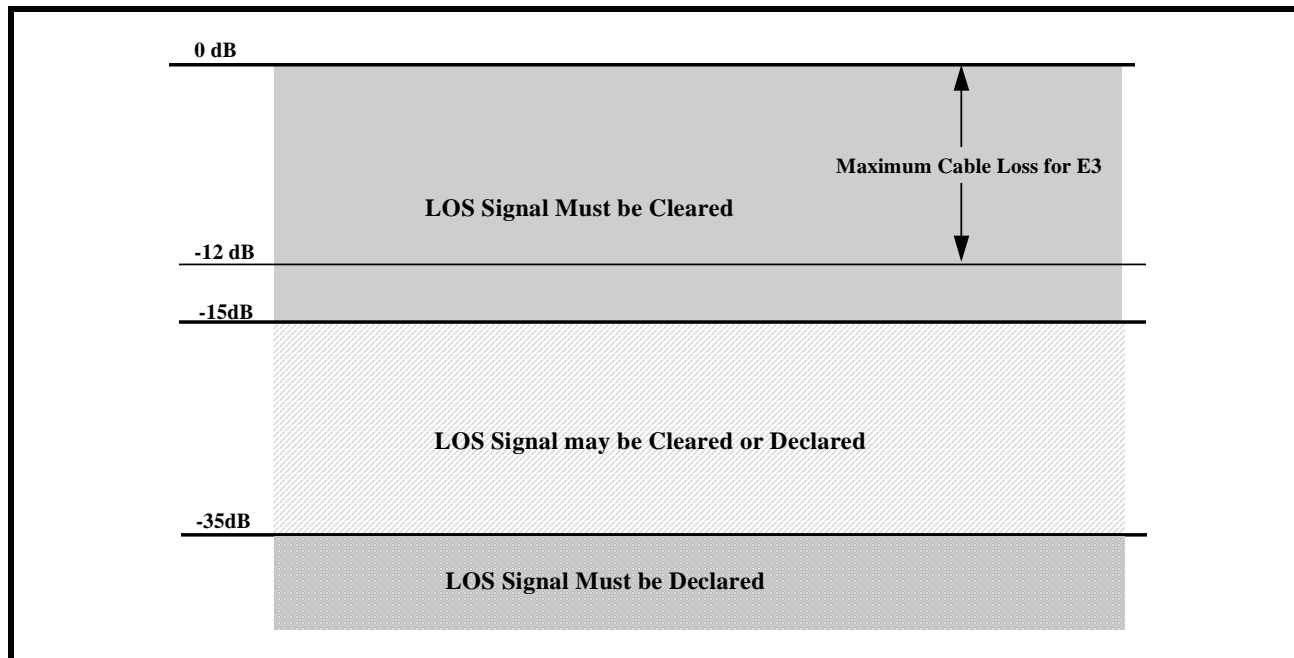 0 dB
Maximum Cable Loss for E3
LOS Signal Must be Cleared
-12 dB
-15dB
LOS Signal may be Cleared or Declared
-35dB
LOS Signal Must be Declared